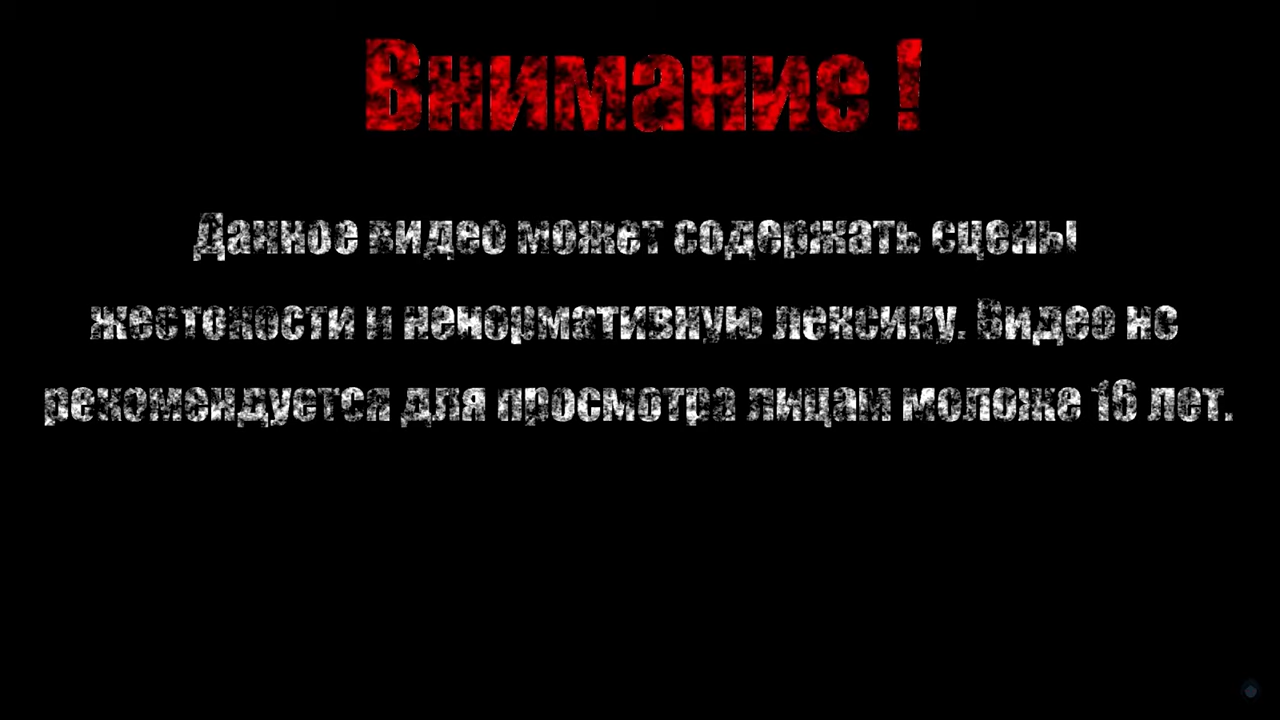 Внимание !
Данное видео может содержать сцены
жестокости и ненормативную лексику. Видео не
рекомендуется для просмотра лицам моложе 16 лет.